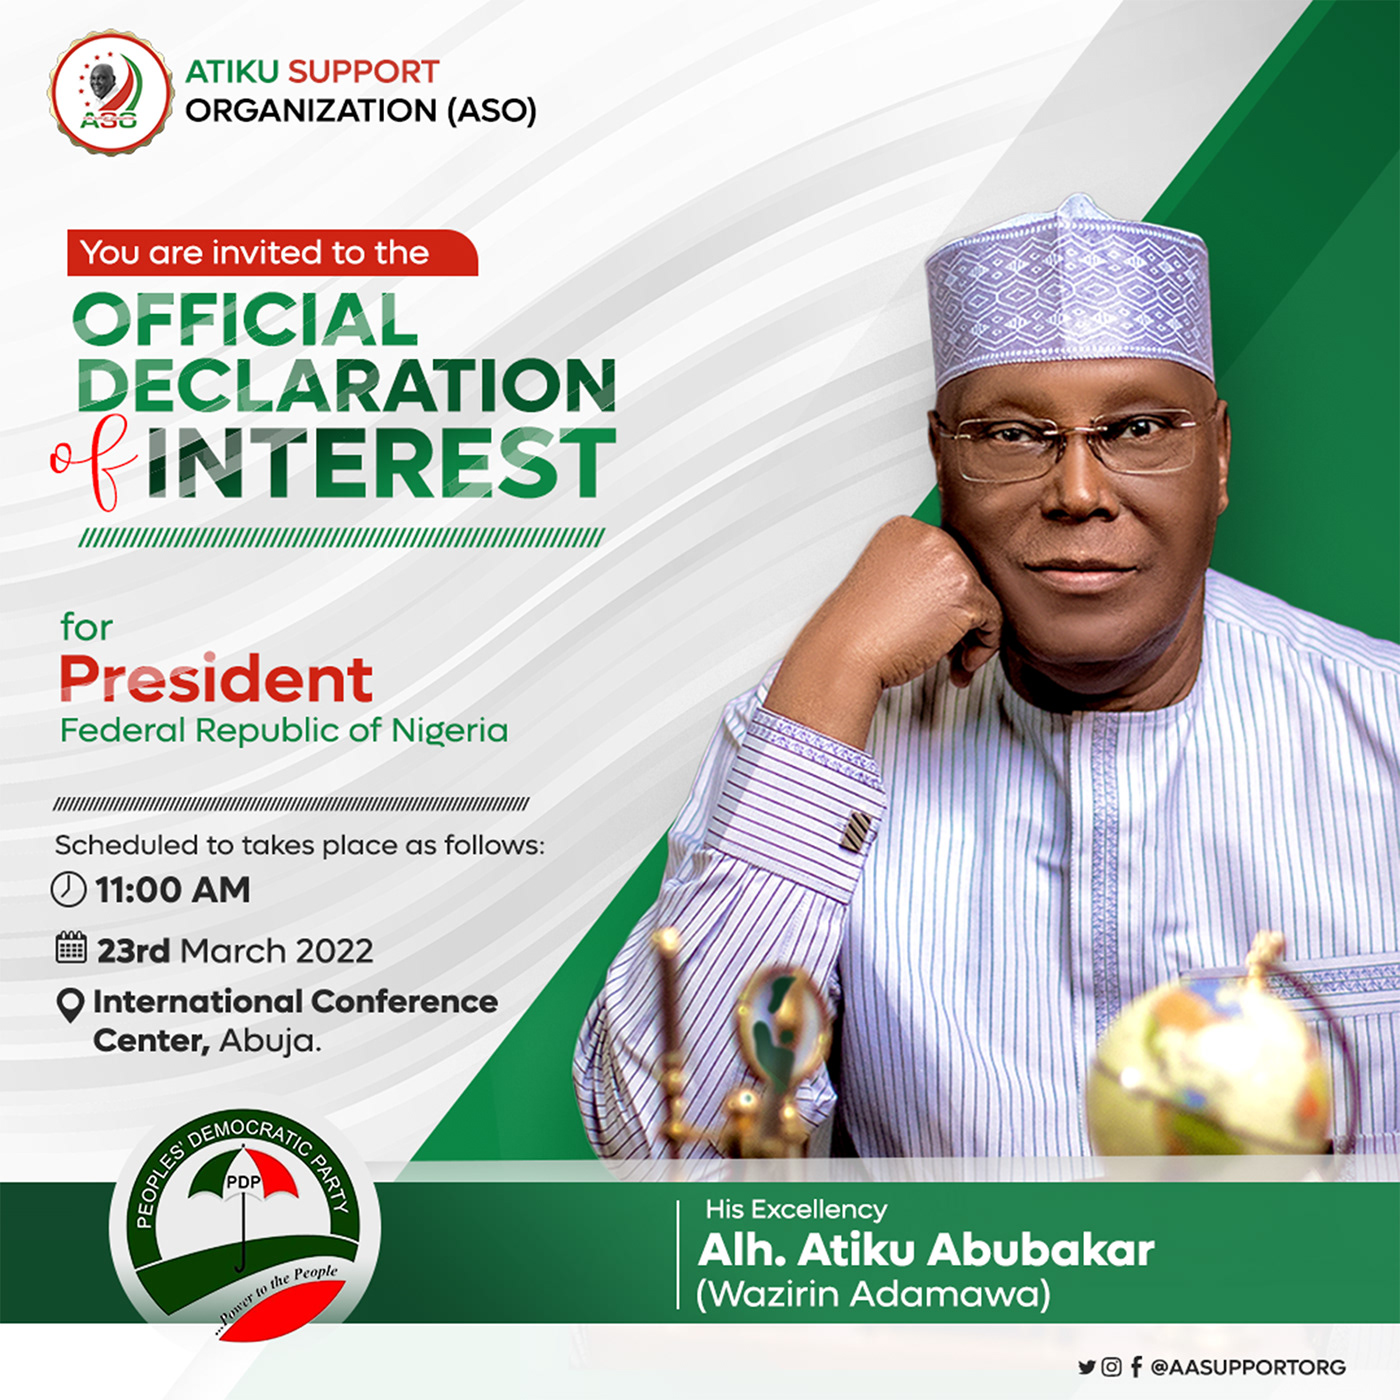 ASO
ATIKU SUPPORT
ORGANIZATION (ASO)
You are invited to the
OFFICIAL
DECLARATION
of INTEREST
for
President
Federal Republic of Nigeria
Scheduled to takes place as follows:
11:00 AM
23rd March 2022
International Conference
Center, Abuja.
PEOPLES' DEMOCRATIC PARTY
PDP
...Power to the People
His Excellency
Alh. Atiku Abubakar
(Wazirin Adamawa)
@AASUPPORTORG